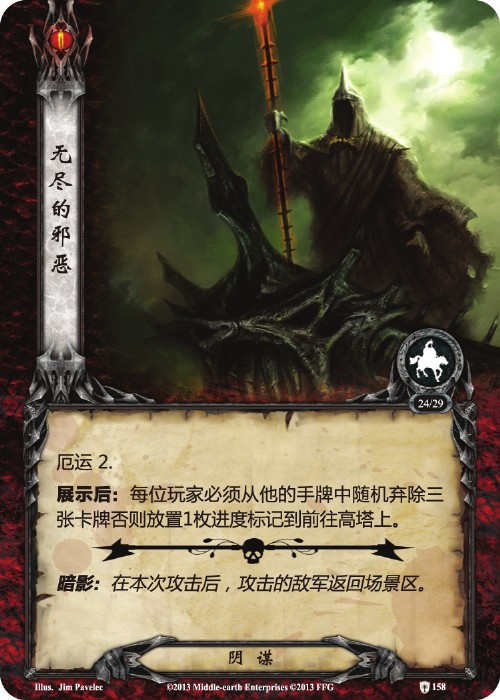 无尽的邪恶
24/29
厄运 2.
展示后：每位玩家必须从他的手牌中随机弃除三
张卡牌否则放置1枚进度标记到前往高塔上。
暗影：在本次攻击后，攻击的敌军返回场景区。
阴谋
Illus. Jim Pavelec ©2013 Middle-earth Enterprises ©2013 FFG 158